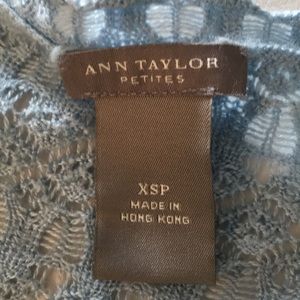 ANN TAYLOR
PETITES
XSP
MADE IN
HONG KONG